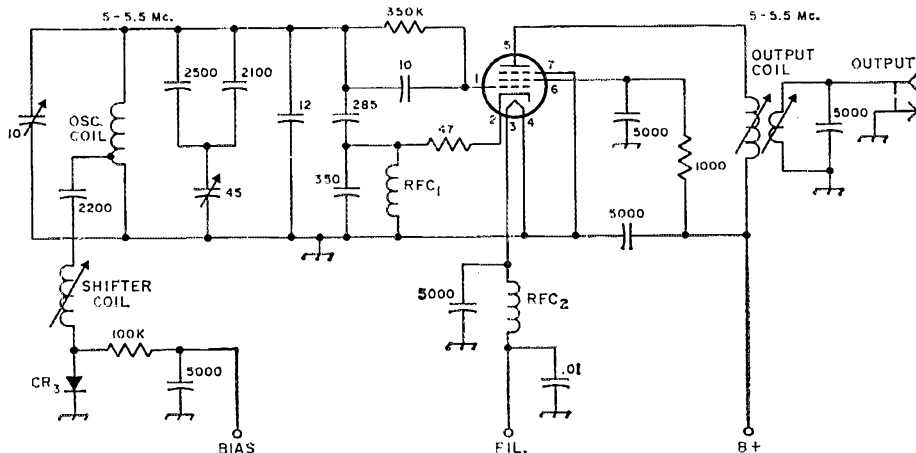 5-5.5 Mc.
350K
5-5.5 Mc.
OUTPUT
COIL
OUTPUT
10
2500
2100
12
10
285
1
5
7
6
2
3
4
10
OSC.
COIL
47
5000
1000
5000
45
350
RFC1
2200
5000
SHIFTER
COIL
5000
RFC2
100K
5000
.01
CR3
BIAS
FIL.
B+